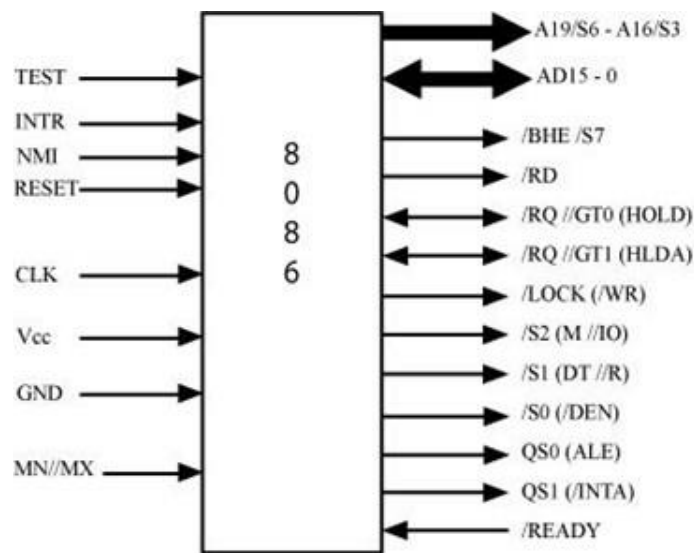 TEST
INTR
NMI
RESET
CLK
Vcc
GND
MN//MX
8
0
8
6
A19/S6 - A16/S3
AD15 - 0
/BHE /S7
/RD
/RQ //GT0 (HOLD)
/RQ //GT1 (HLDA)
/LOCK (/WR)
/S2 (M //IO)
/S1 (DT //R)
/S0 (/DEN)
QS0 (ALE)
QS1 (/INTA)
/READY